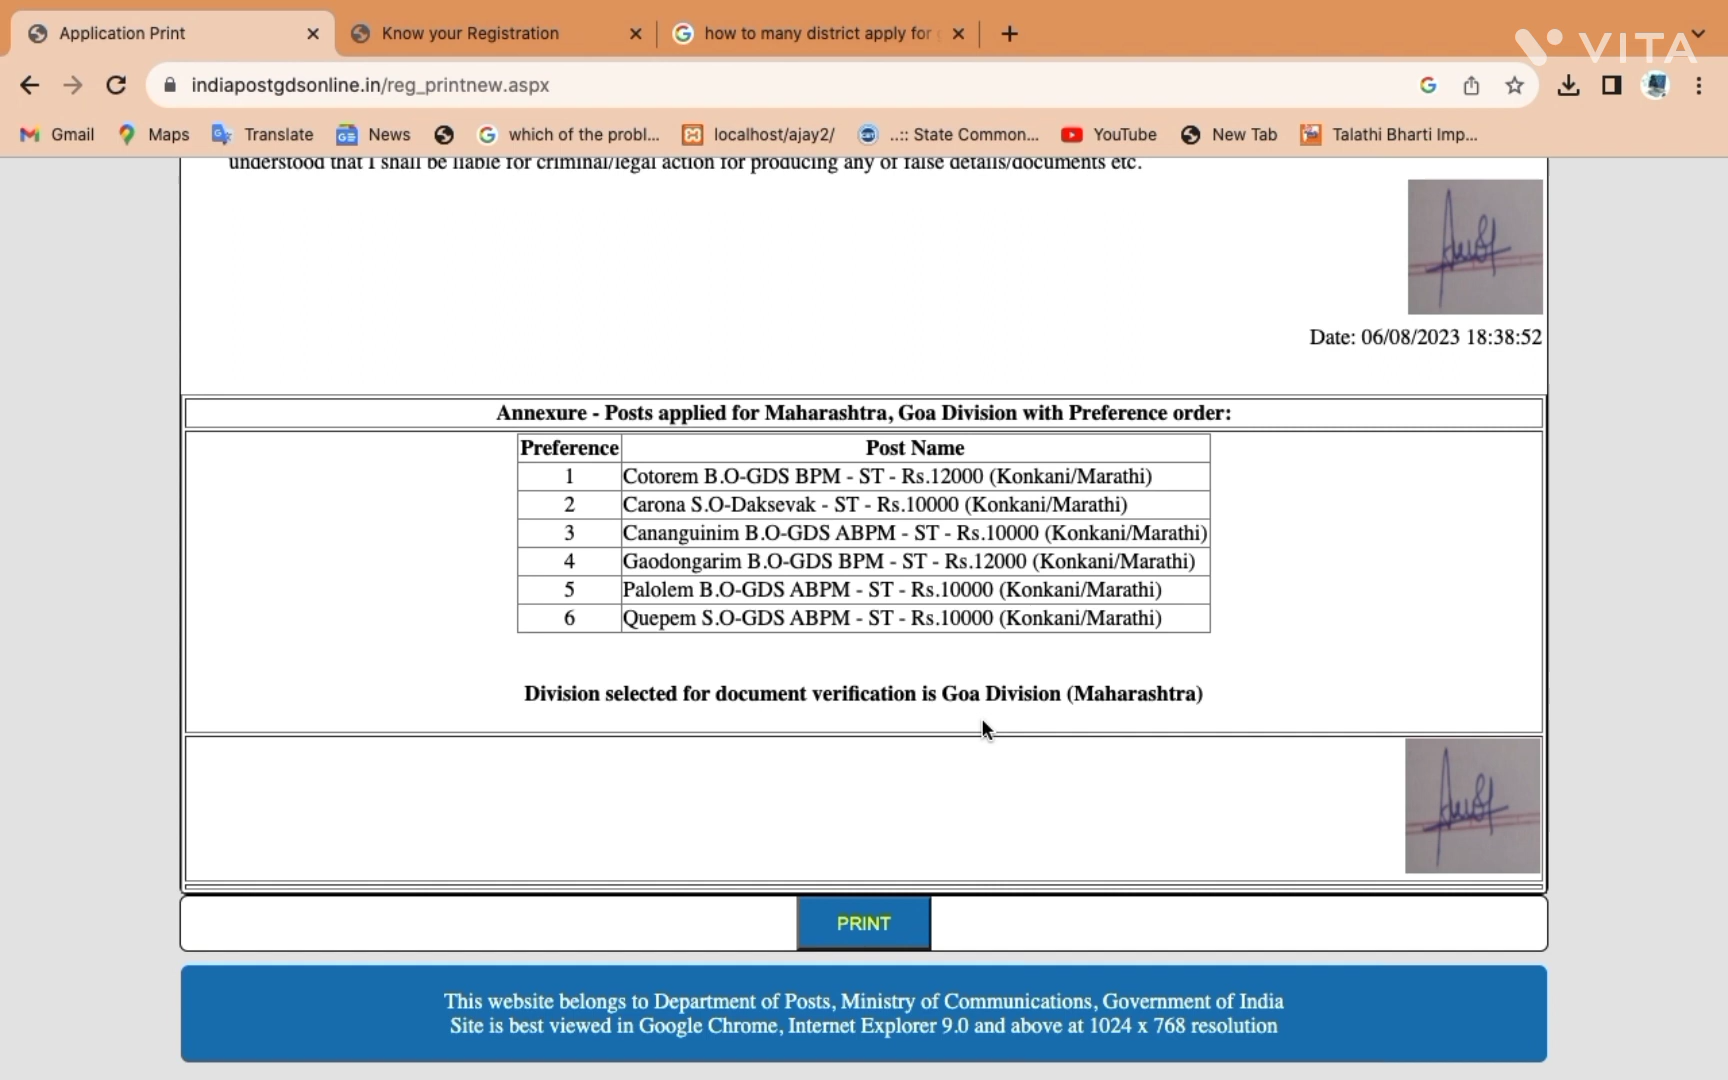 Application Print
Know your Registration
how to many district apply for
VITA
indiapostgdsonline.in/reg_printnew.aspx
Gmail
Maps
Translate
News
which of the probl...
localhost/ajay2/
..:: State Common...
YouTube
New Tab
Talathi Bharti Imp...
understood that I shall be liable for criminal/legal action for producing any of false details/documents etc.
Date: 06/08/2023 18:38:52
Annexure - Posts applied for Maharashtra, Goa Division with Preference order:
Preference Post Name
1 Cotorem B.O-GDS BPM - ST - Rs.12000 (Konkani/Marathi)
2 Carona S.O-Daksevak - ST - Rs.10000 (Konkani/Marathi)
3 Cananguinim B.O-GDS ABPM - ST - Rs.10000 (Konkani/Marathi)
4 Gaodongarim B.O-GDS BPM - ST - Rs.12000 (Konkani/Marathi)
5 Palolem B.O-GDS ABPM - ST - Rs.10000 (Konkani/Marathi)
6 Quepem S.O-GDS ABPM - ST - Rs.10000 (Konkani/Marathi)
Division selected for document verification is Goa Division (Maharashtra)
PRINT
This website belongs to Department of Posts, Ministry of Communications, Government of India
Site is best viewed in Google Chrome, Internet Explorer 9.0 and above at 1024 x 768 resolution